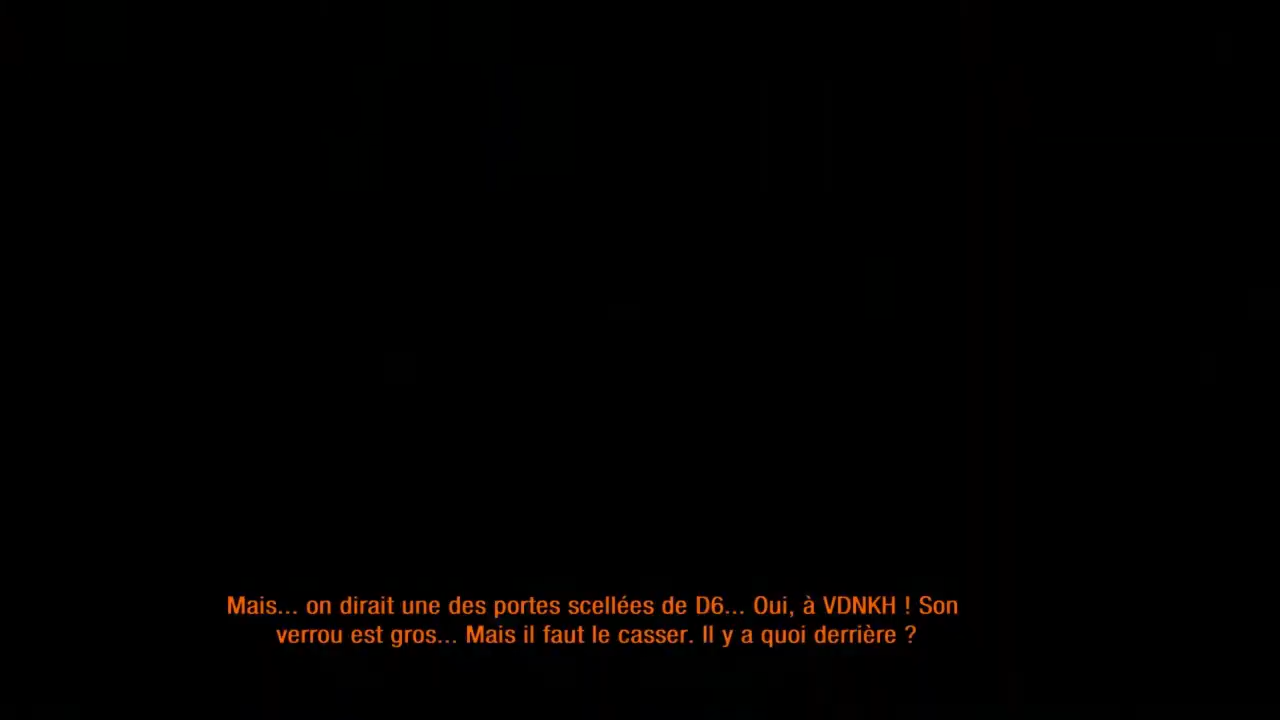 Mais... on dirait une des portes scellées de D6... Oui, à VDNKH ! Son
verrou est gros... Mais il faut le casser. Il y a quoi derrière ?